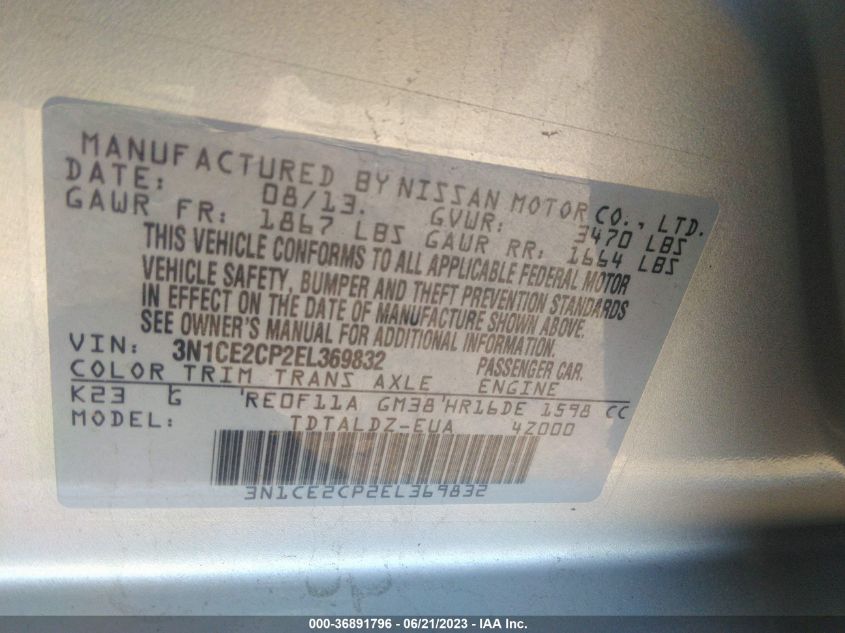 MANUFACTURED BY NISSAN MOTOR CO., LTD.
DATE: 08/13. GVWR: 3470 LBS
GAWR FR: 1867 LBS GAWR RR: 1664 LBS
THIS VEHICLE CONFORMS TO ALL APPLICABLE FEDERAL MOTOR
VEHICLE SAFETY, BUMPER AND THEFT PREVENTION STANDARDS
IN EFFECT ON THE DATE OF MANUFACTURE SHOWN ABOVE.
SEE OWNER'S MANUAL FOR ADDITIONAL INFORMATION.
VIN: 3N1CE2CP2EL369832 PASSENGER CAR.
COLOR TRIM TRANS AXLE ENGINE
K23 G 'RE0F11A GM38'HR16DE 1598 CC
MODEL: TDTALDZ-EUA 4Z000
3N1CE2CP2EL369832
000-36891796 - 06/21/2023 - IAA Inc.